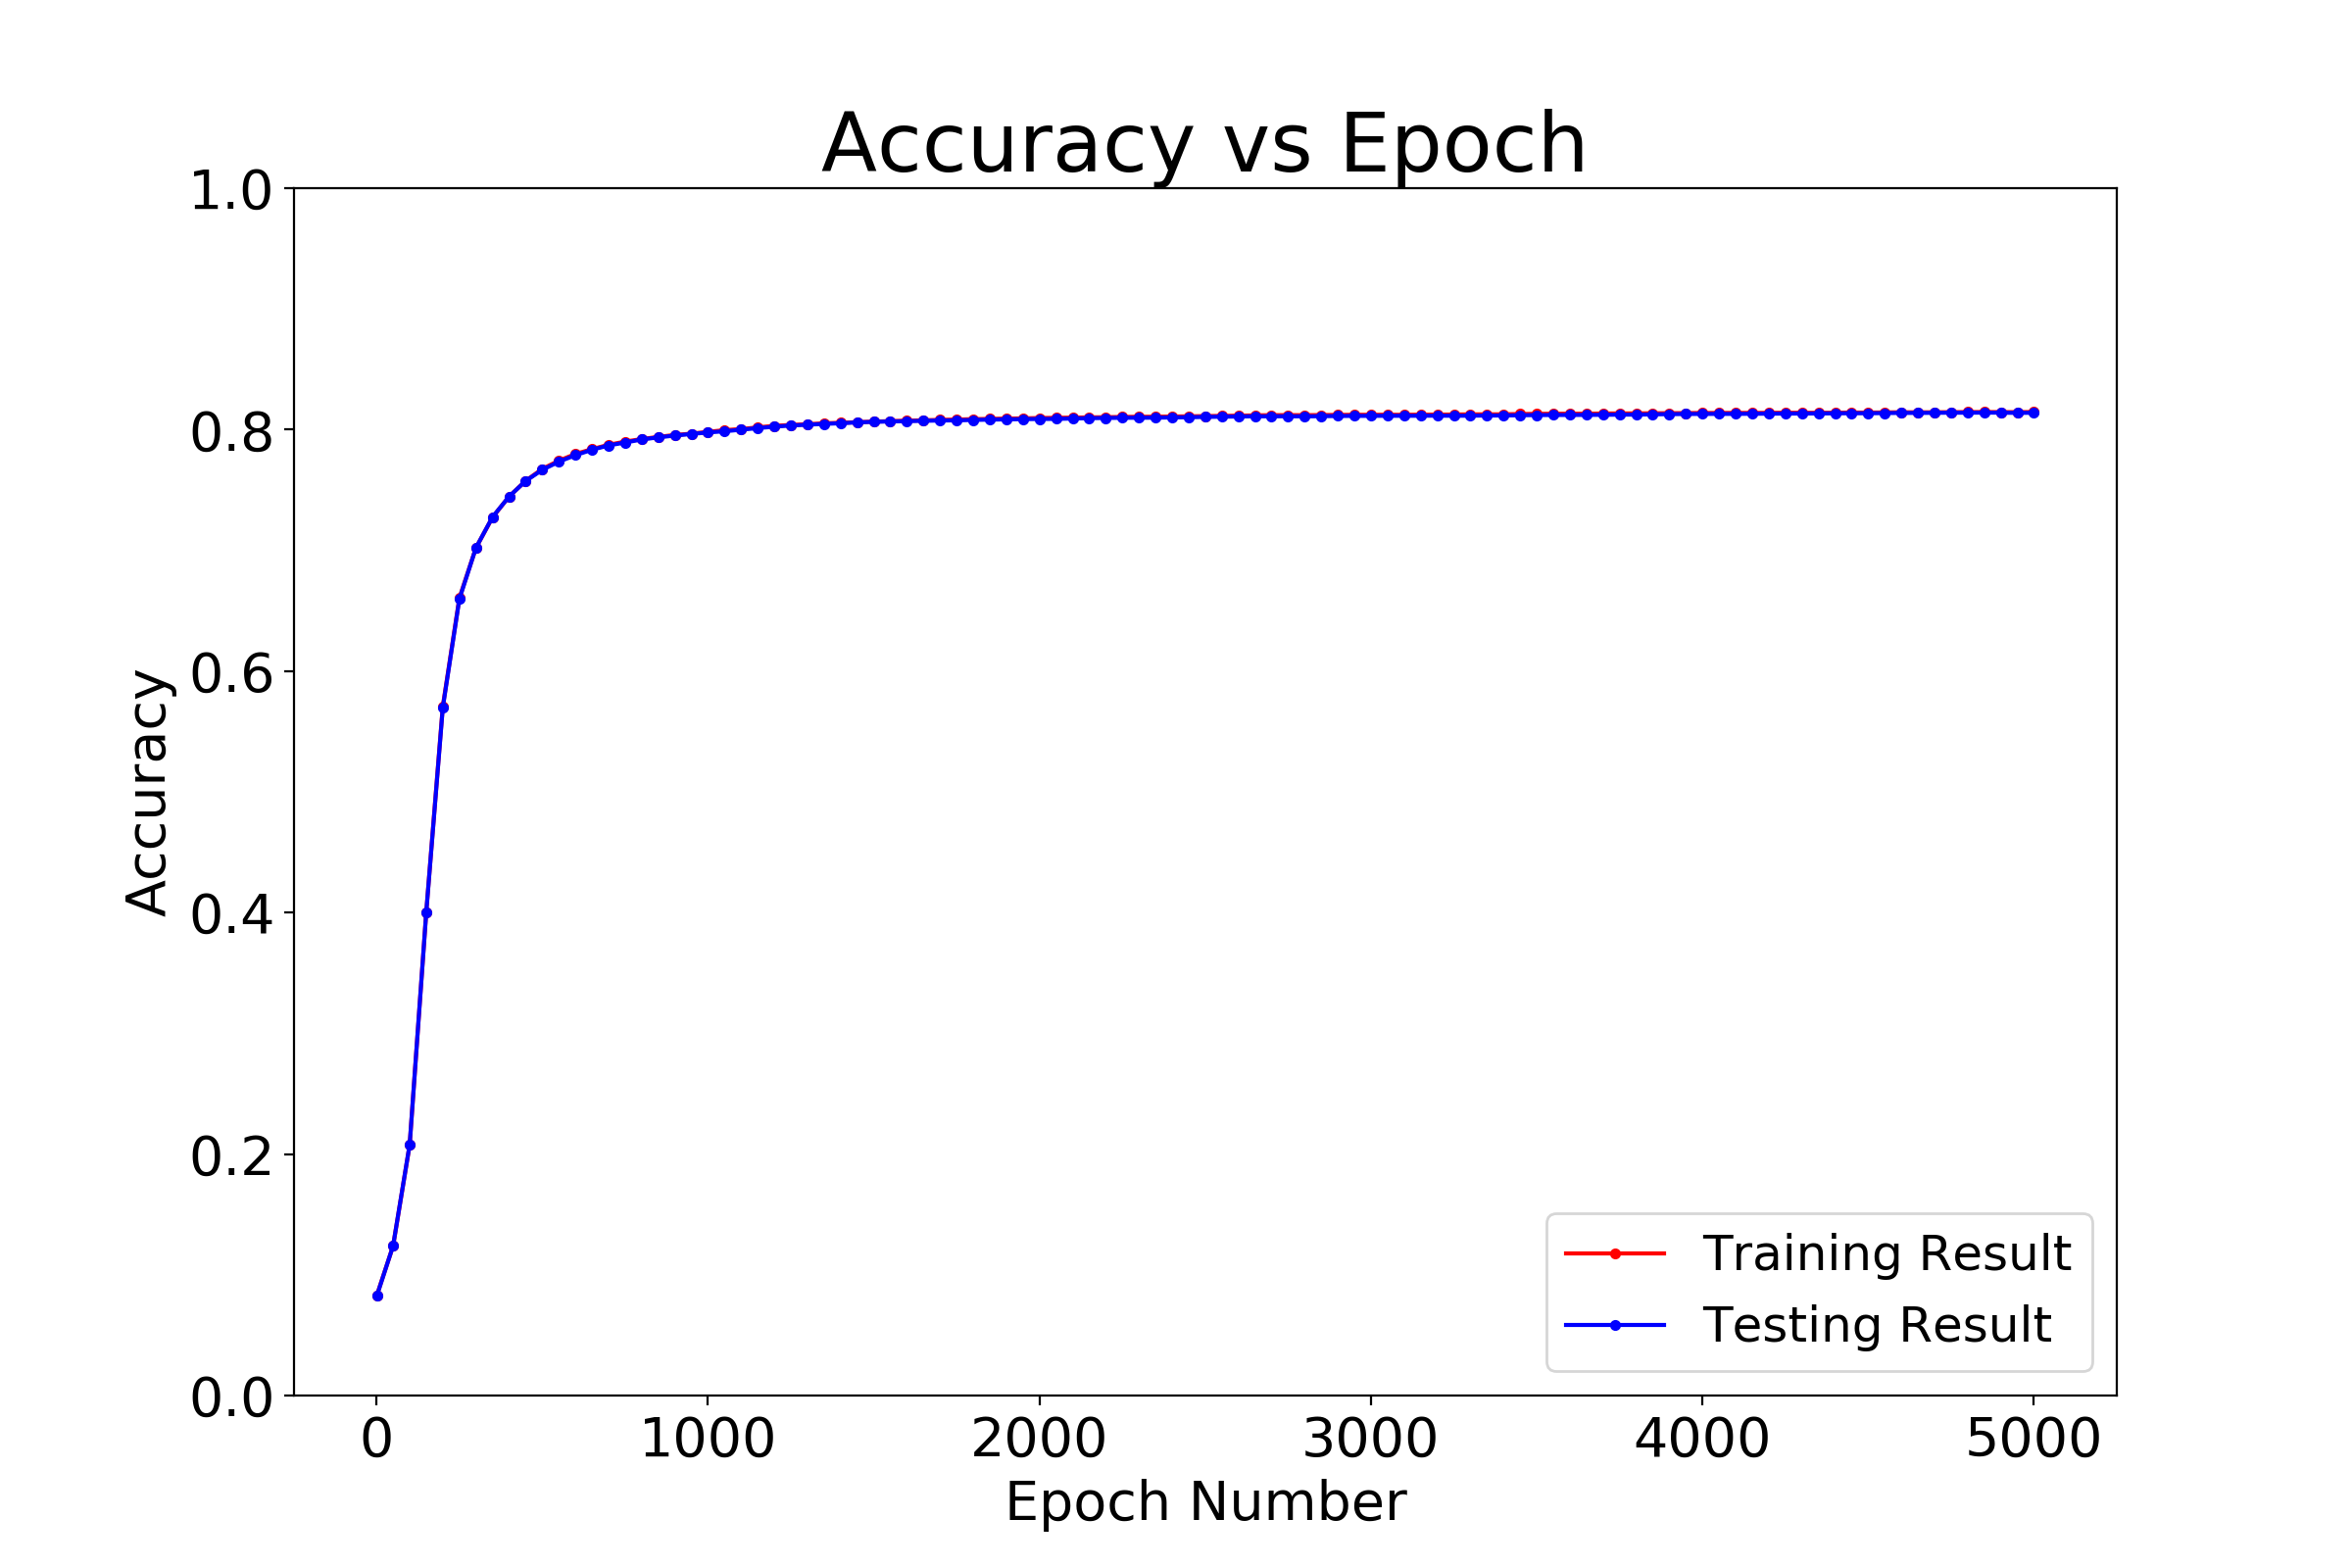 Accuracy vs Epoch
1.0
0.8
0.6
0.4
0.2
0.0
Accuracy
0 1000 2000 3000 4000 5000
Epoch Number
Training Result
Testing Result